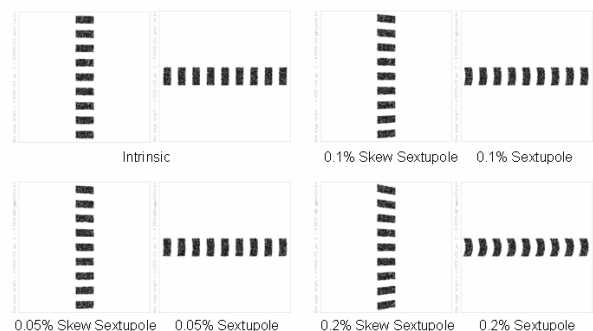 Intrinsic
0.1% Skew Sextupole
0.1% Sextupole
0.05% Skew Sextupole
0.05% Sextupole
0.2% Skew Sextupole
0.2% Sextupole